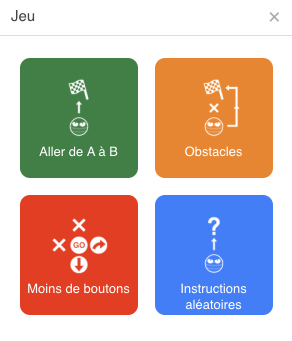 Jeu
Aller de A à B
Obstacles
GO
Moins de boutons
?
Instructions
aléatoires